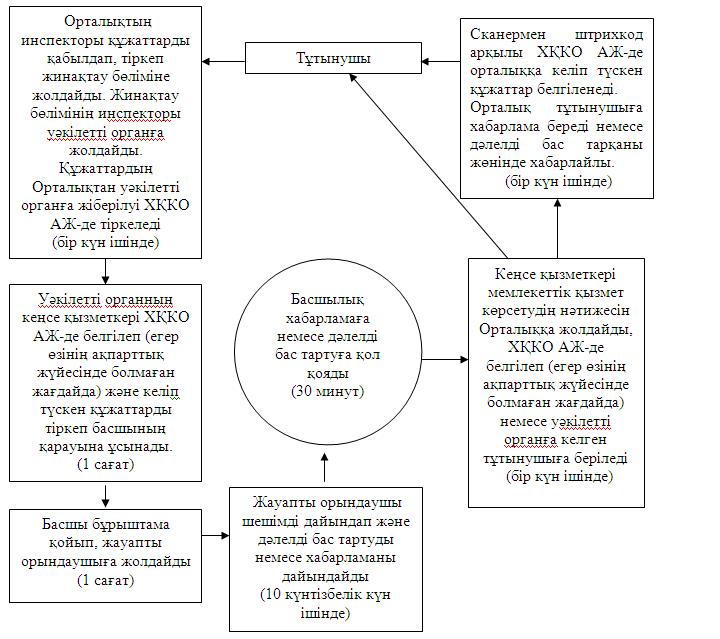 Тұтынушы
Орталықтың
инспекторы құжаттарды
қабылдап, тіркеп
жинақтау бөліміне
жолдайды. Жинақтау
бөлімінің инспекторы
уәкілетті органға
жолдайды.
Құжаттардың
Орталықтан уәкілетті
органға жіберілуі ХҚКО
АЖ-де тіркеледі
(бір күн ішінде)
Уәкілетті органның
кеңсе қызметкері ХҚКО
АЖ-де белгілеп (егер
өзінің ақпарттық
жүйесінде болмаған
жағдайда) және келіп
түскен құжаттарды
тіркеп басшының
қарауына ұсынады.
(1 сағат)
Басшы бұрыштама
қойып, жауапты
орындаушыға жолдайды
(1 сағат)
Жауапты орындаушы
шешімді дайындап және
дәлелді бас тартуды
немесе хабарламаны
дайындайды
(10 күнтізбелік күн
ішінде)
Басшылық
хабарламаға
немесе дәлелді
бас тартуға қол
қояды
(30 минут)
Кеңсе қызметкері
мемлекеттік қызмет
көрсетудің нәтижесін
Орталыққа жолдайды,
ХҚКО АЖ-де
белгілеп (егер өзінің
ақпарттық жүйесінде
болмаған жағдайда)
немесе уәкілетті
органға келген
тұтынушыға беріледі
(бір күн ішінде)
Сканермен штрихкод
арқылы ХҚКО АЖ-де
орталыққа келіп түскен
құжаттар белгіленеді.
Орталық тұтынушыға
хабарлама береді немесе
дәлелді бас тарқаны
жөнінде хабарлайлы.
(бір күн ішінде)